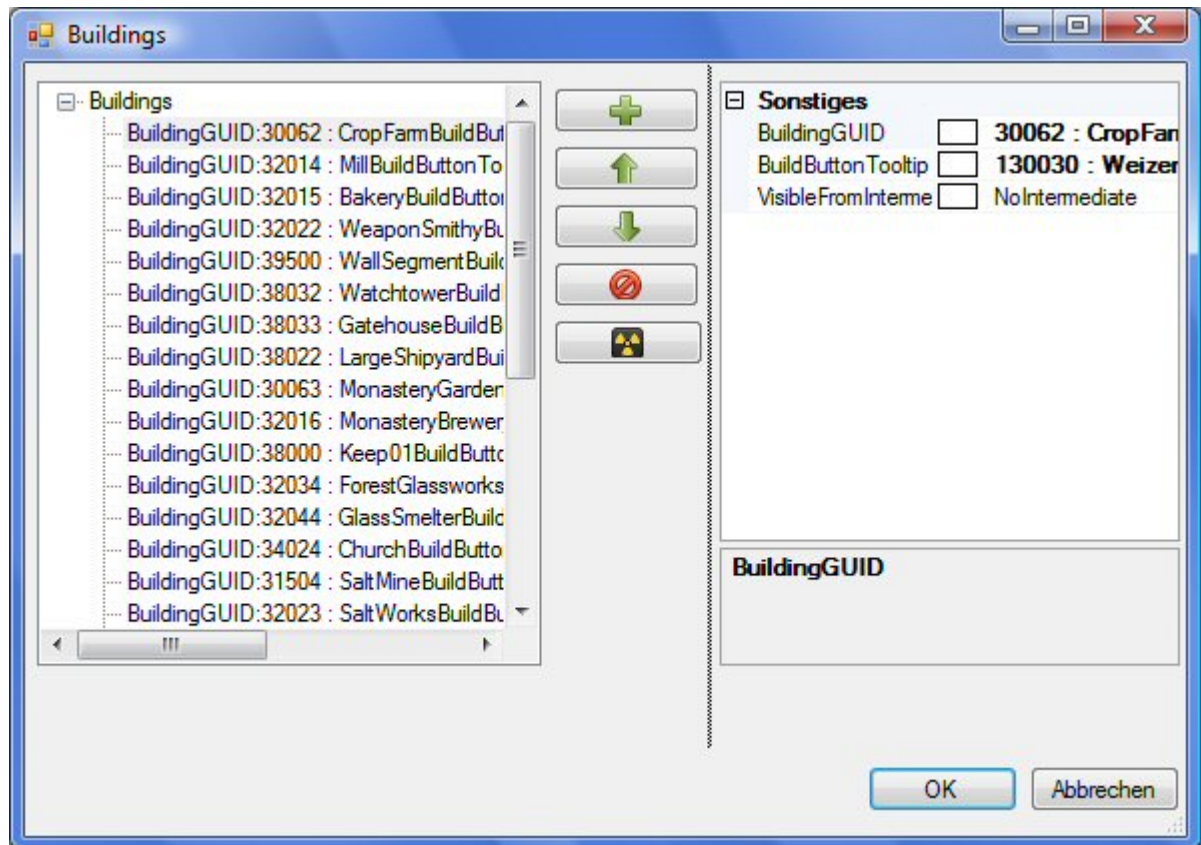 Buildings
Buildings
BuildingGUID:30062 : CropFarmBuildBut
BuildingGUID:32014 : MillBuildButtonTo
BuildingGUID:32015 : BakeryBuildButtor
BuildingGUID:32022 : WeaponSmithyBu
BuildingGUID:39500 : WallSegmentBuild
BuildingGUID:38032 : WatchtowerBuild
BuildingGUID:38033 : GatehouseBuildB
BuildingGUID:38022 : LargeShipyardBui
BuildingGUID:30063 : MonasteryGarden
BuildingGUID:32016 : MonasteryBrewer
BuildingGUID:38000 : Keep01BuildButtc
BuildingGUID:32034 : ForestGlassworks
BuildingGUID:32044 : GlassSmelterBuild
BuildingGUID:34024 : ChurchBuildButto
BuildingGUID:31504 : SaltMineBuildButt
BuildingGUID:32023 : SaltWorksBuildBu
Sonstiges
BuildingGUID 30062 : CropFan
BuildButtonTooltip 130030 : Weizer
VisibleFromInterme NoIntermediate
BuildingGUID
OK Abbrechen